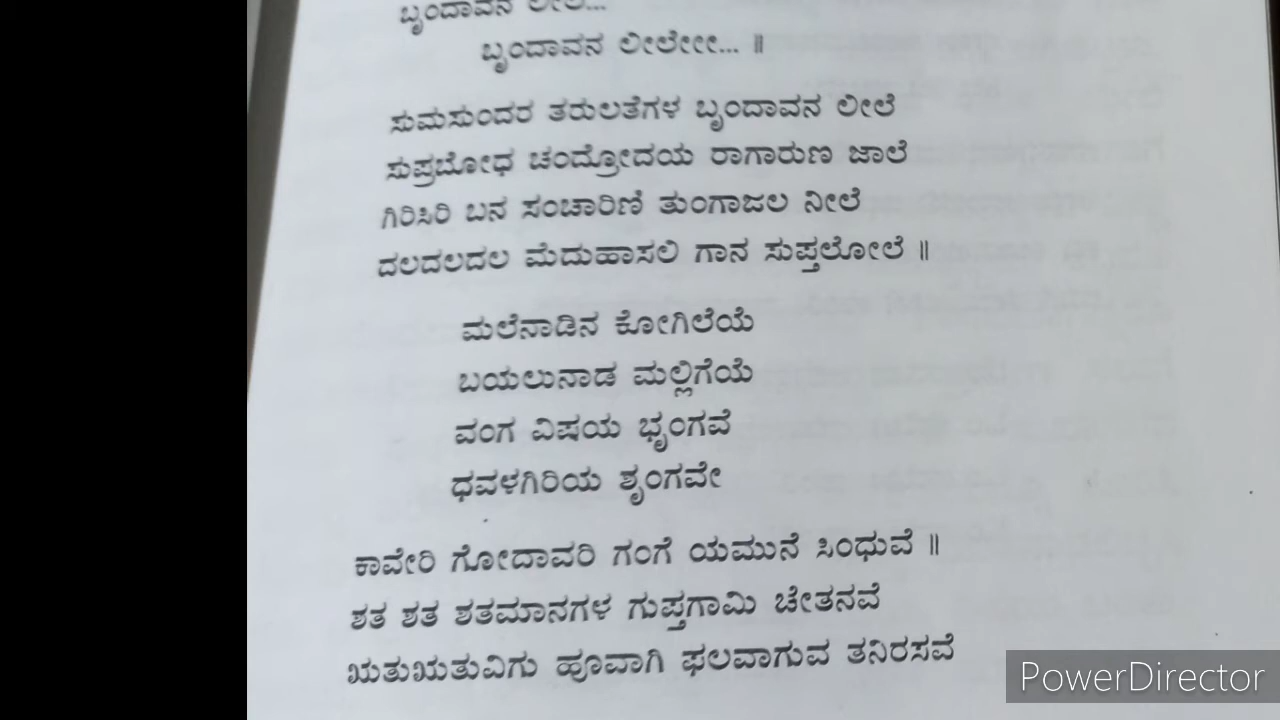 ಬೃಂದಾವನ ಲೀಲೆ...
ಬೃಂದಾವನ ಲೀಲೇೀೀ... ॥
ಸುಮಸುಂದರ ತರುಲತೆಗಳ ಬೃಂದಾವನ ಲೀಲೆ
ಸುಪ್ರಬೋಧ ಚಂದ್ರೋದಯ ರಾಗಾರುಣ ಜಾಲೆ
ಗಿರಿಸಿರಿ ಬನ ಸಂಚಾರಿಣಿ ತುಂಗಾಜಲ ನೀಲೆ
ದಲದಲದಲ ಮೆದುಹಾಸಲಿ ಗಾನ ಸುಪ್ತಲೋಲೆ ॥
ಮಲೆನಾಡಿನ ಕೋಗಿಲೆಯೆ
ಬಯಲುನಾಡ ಮಲ್ಲಿಗೆಯೆ
ವಂಗ ವಿಷಯ ಭೃಂಗವೆ
ಧವಳಗಿರಿಯ ಶೃಂಗವೇ
ಕಾವೇರಿ ಗೋದಾವರಿ ಗಂಗೆ ಯಮುನೆ ಸಿಂಧುವೆ ॥
ಶತ ಶತ ಶತಮಾನಗಳ ಗುಪ್ತಗಾಮಿ ಚೇತನವೆ
ಋತುಋತುವಿಗು ಹೂವಾಗಿ ಫಲವಾಗುವ ತನಿರಸವೆ
PowerDirector